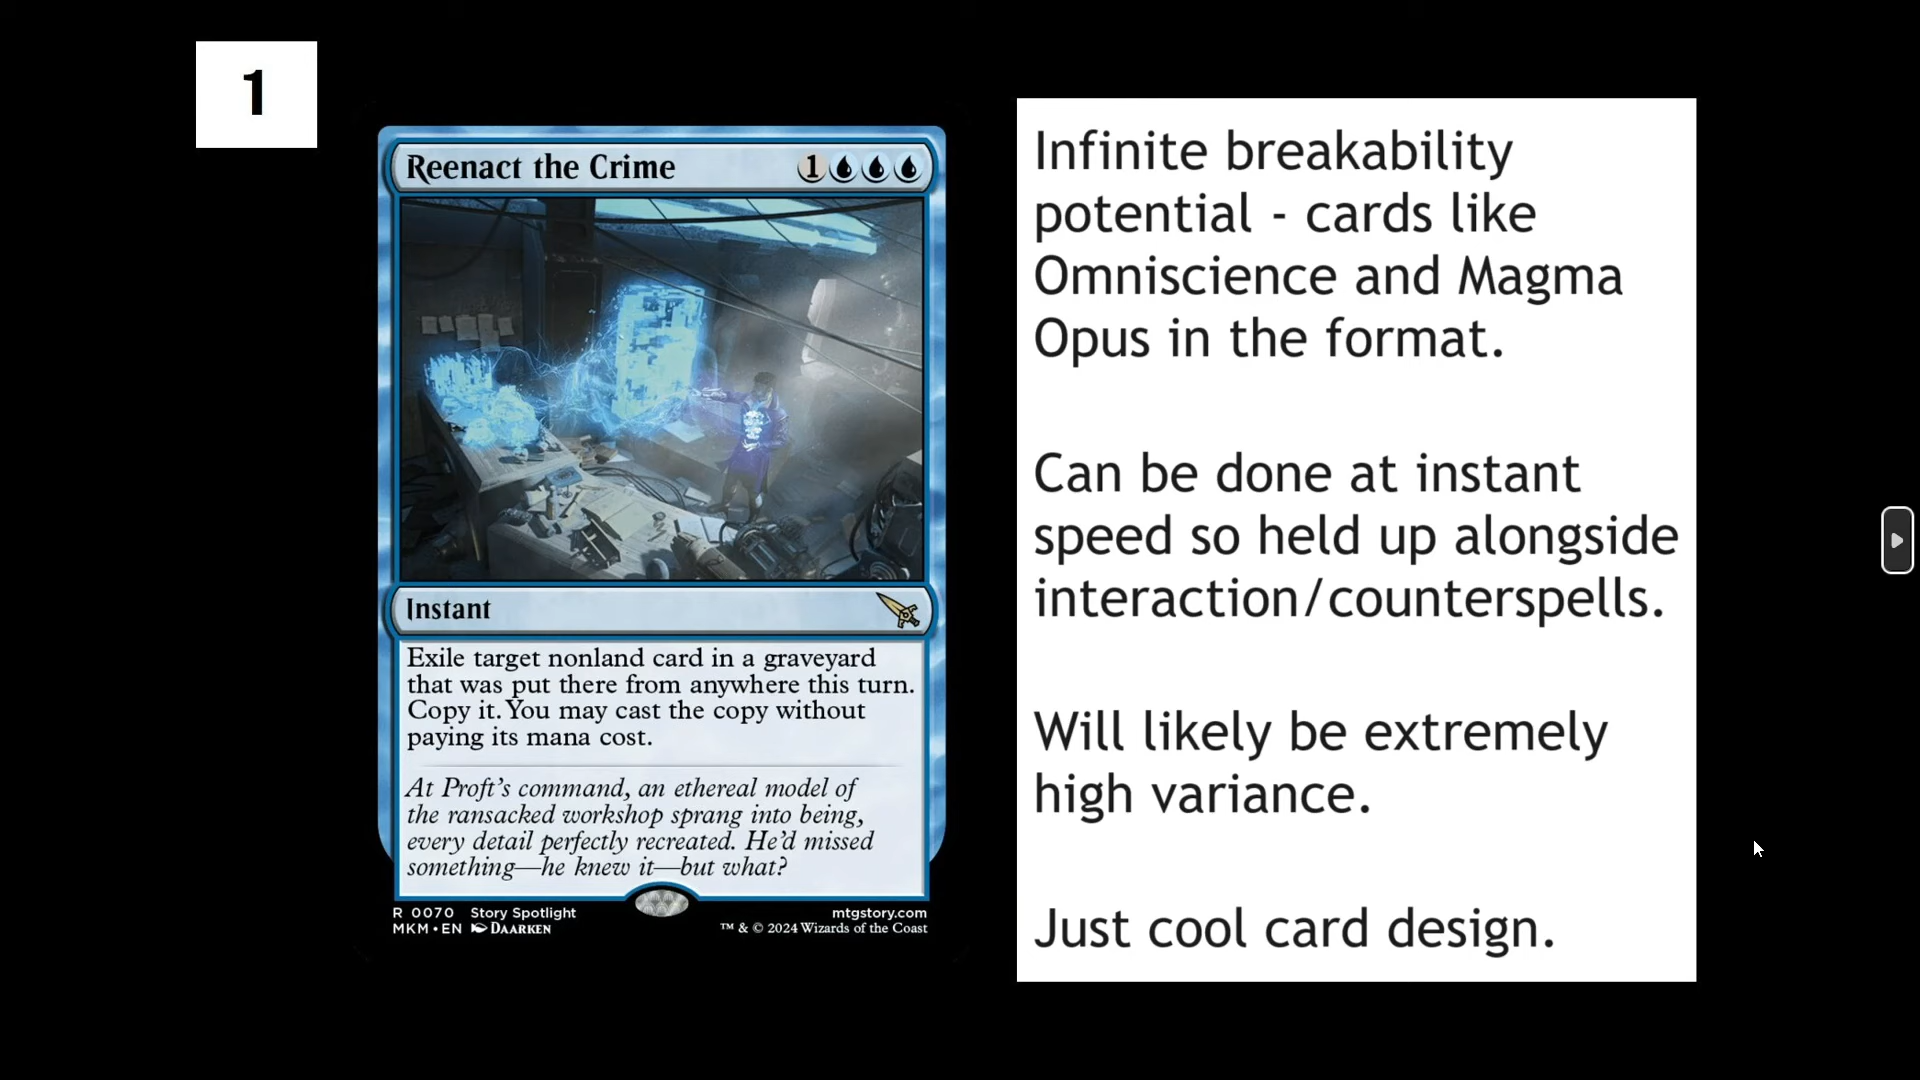 1
Reenact the Crime
1
Instant
Exile target nonland card in a graveyard
that was put there from anywhere this turn.
Copy it. You may cast the copy without
paying its mana cost.
At Proft's command, an ethereal model of
the ransacked workshop sprang into being,
every detail perfectly recreated. He'd missed
something—he knew it—but what?
R 0070 Story Spotlight
mtgstory.com
MKM • EN DAARKEN
™ & © 2024 Wizards of the Coast
Infinite breakability
potential - cards like
Omniscience and Magma
Opus in the format.
Can be done at instant
speed so held up alongside
interaction/counterspells.
Will likely be extremely
high variance.
Just cool card design.